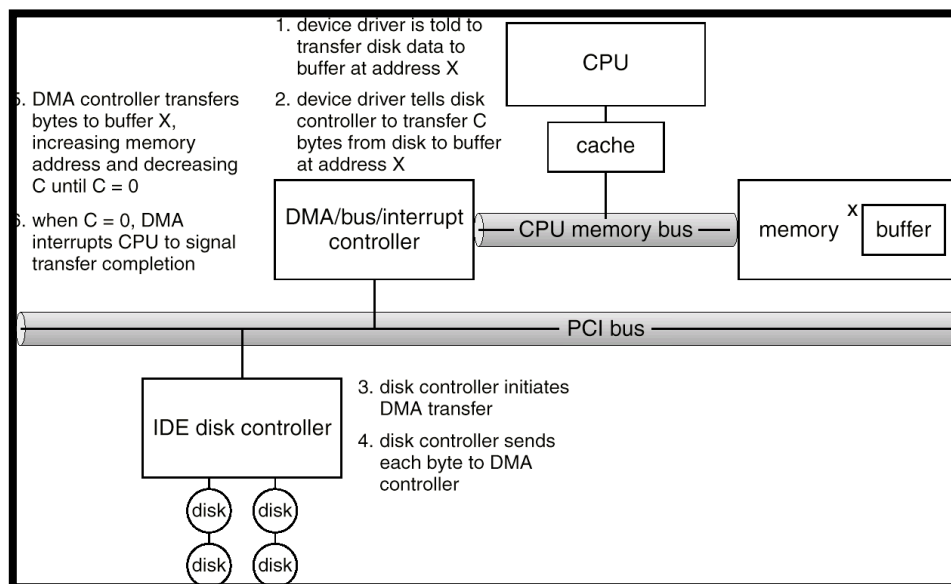 1. device driver is told to
transfer disk data to
buffer at address X
2. device driver tells disk
controller to transfer C
bytes from disk to buffer
at address X
5. DMA controller transfers
bytes to buffer X,
increasing memory
address and decreasing
C until C = 0
6. when C = 0, DMA
interrupts CPU to signal
transfer completion
CPU
cache
DMA/bus/interrupt
controller
CPU memory bus
memory
x
buffer
PCI bus
IDE disk controller
3. disk controller initiates
DMA transfer
4. disk controller sends
each byte to DMA
controller
disk
disk
disk
disk